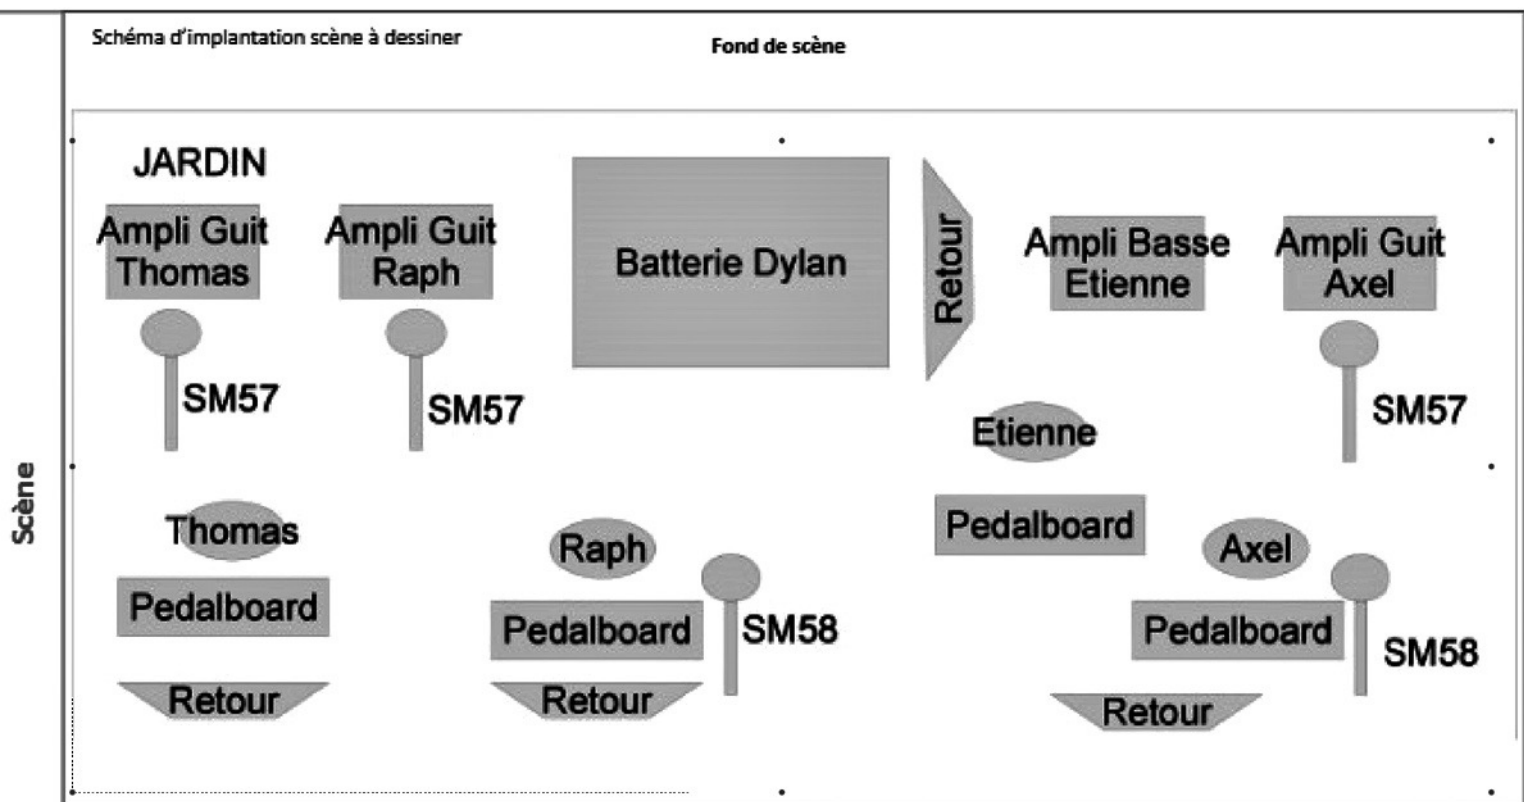 Schéma d'implantation scène à dessiner
Fond de scène
Scène
JARDIN
Ampli Guit
Thomas
Ampli Guit
Raph
Batterie Dylan
Retour
Ampli Basse
Etienne
Ampli Guit
Axel
SM57
SM57
SM57
Etienne
Thomas
Raph
Pedalboard
Axel
Pedalboard
Pedalboard
SM58
Pedalboard
SM58
Retour
Retour
Retour